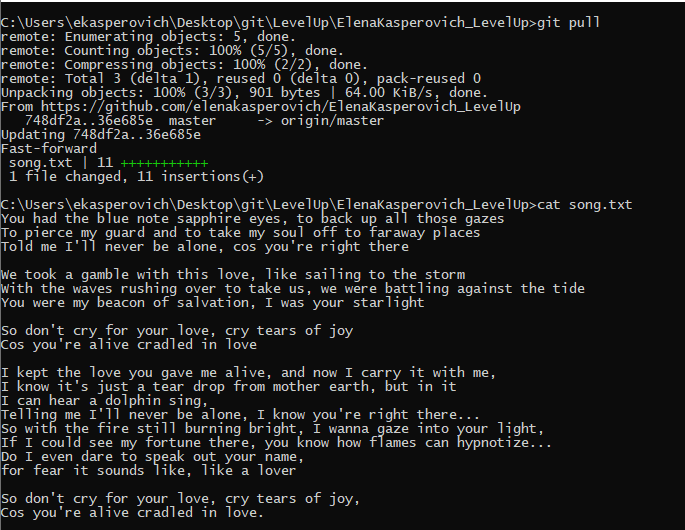 C:\Users\ekasperovich\Desktop\git\LevelUp\ElenaKasperovich_LevelUp>git pull
remote: Enumerating objects: 5, done.
remote: Counting objects: 100% (5/5), done.
remote: Compressing objects: 100% (2/2), done.
remote: Total 3 (delta 1), reused 0 (delta 0), pack-reused 0
Unpacking objects: 100% (3/3), 901 bytes | 64.00 KiB/s, done.
From https://github.com/elenakasperovich/ElenaKasperovich_LevelUp
   748df2a..36e685e  master     -> origin/master
Updating 748df2a..36e685e
Fast-forward
 song.txt | 11 +++++++++++
 1 file changed, 11 insertions(+)

C:\Users\ekasperovich\Desktop\git\LevelUp\ElenaKasperovich_LevelUp>cat song.txt
You had the blue note sapphire eyes, to back up all those gazes
To pierce my guard and to take my soul off to faraway places
Told me I'll never be alone, cos you're right there

We took a gamble with this love, like sailing to the storm
With the waves rushing over to take us, we were battling against the tide
You were my beacon of salvation, I was your starlight

So don't cry for your love, cry tears of joy
Cos you're alive cradled in love

I kept the love you gave me alive, and now I carry it with me,
I know it's just a tear drop from mother earth, but in it
I can hear a dolphin sing,
Telling me I'll never be alone, I know you're right there...
So with the fire still burning bright, I wanna gaze into your light,
If I could see my fortune there, you know how flames can hypnotize...
Do I even dare to speak out your name,
for fear it sounds like, like a lover

So don't cry for your love, cry tears of joy,
Cos you're alive cradled in love.